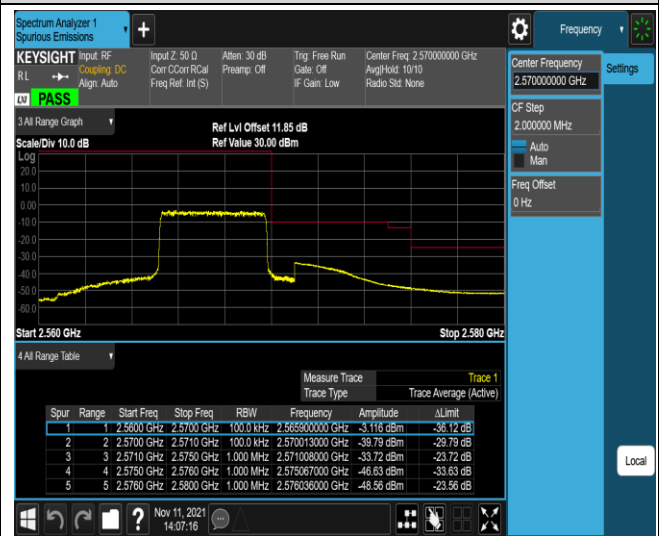 Spectrum Analyzer 1
Spurious Emissions
+
Frequency
KEYSIGHT
RL
Input: RF
Coupling: DC
Align: Auto
Input Z: 50 Ω
Corr CCorr RCal
Freq Ref: Int (S)
Atten: 30 dB
Preamp: Off
Trig: Free Run
Gate: Off
IF Gain: Low
Center Freq: 2.570000000 GHz
Avg|Hold: 10/10
Radio Std: None
LXI PASS
Center Frequency
2.570000000 GHz
Settings
CF Step
2.000000 MHz
Auto
Man
Freq Offset
0 Hz
3 All Range Graph
Scale/Div 10.0 dB
Ref Lvl Offset 11.85 dB
Ref Value 30.00 dBm
Log
20.0
10.0
0.00
-10.0
-20.0
-30.0
-40.0
-50.0
-60.0
Start 2.560 GHz
Stop 2.580 GHz
4 All Range Table
Measure Trace Trace 1
Trace Type Trace Average (Active)
Spur Range Start Freq Stop Freq RBW Frequency Amplitude ΔLimit
1 1 2.5600 GHz 2.5700 GHz 100.0 kHz 2.565900000 GHz -3.116 dBm -36.12 dB
2 2 2.5700 GHz 2.5710 GHz 100.0 kHz 2.570013000 GHz -39.79 dBm -29.79 dB
3 3 2.5710 GHz 2.5750 GHz 1.000 MHz 2.571008000 GHz -33.72 dBm -23.72 dB
4 4 2.5750 GHz 2.5760 GHz 1.000 MHz 2.575067000 GHz -46.63 dBm -33.63 dB
5 5 2.5760 GHz 2.5800 GHz 1.000 MHz 2.576036000 GHz -48.56 dBm -23.56 dB
Local
?
Nov 11, 2021
14:07:16